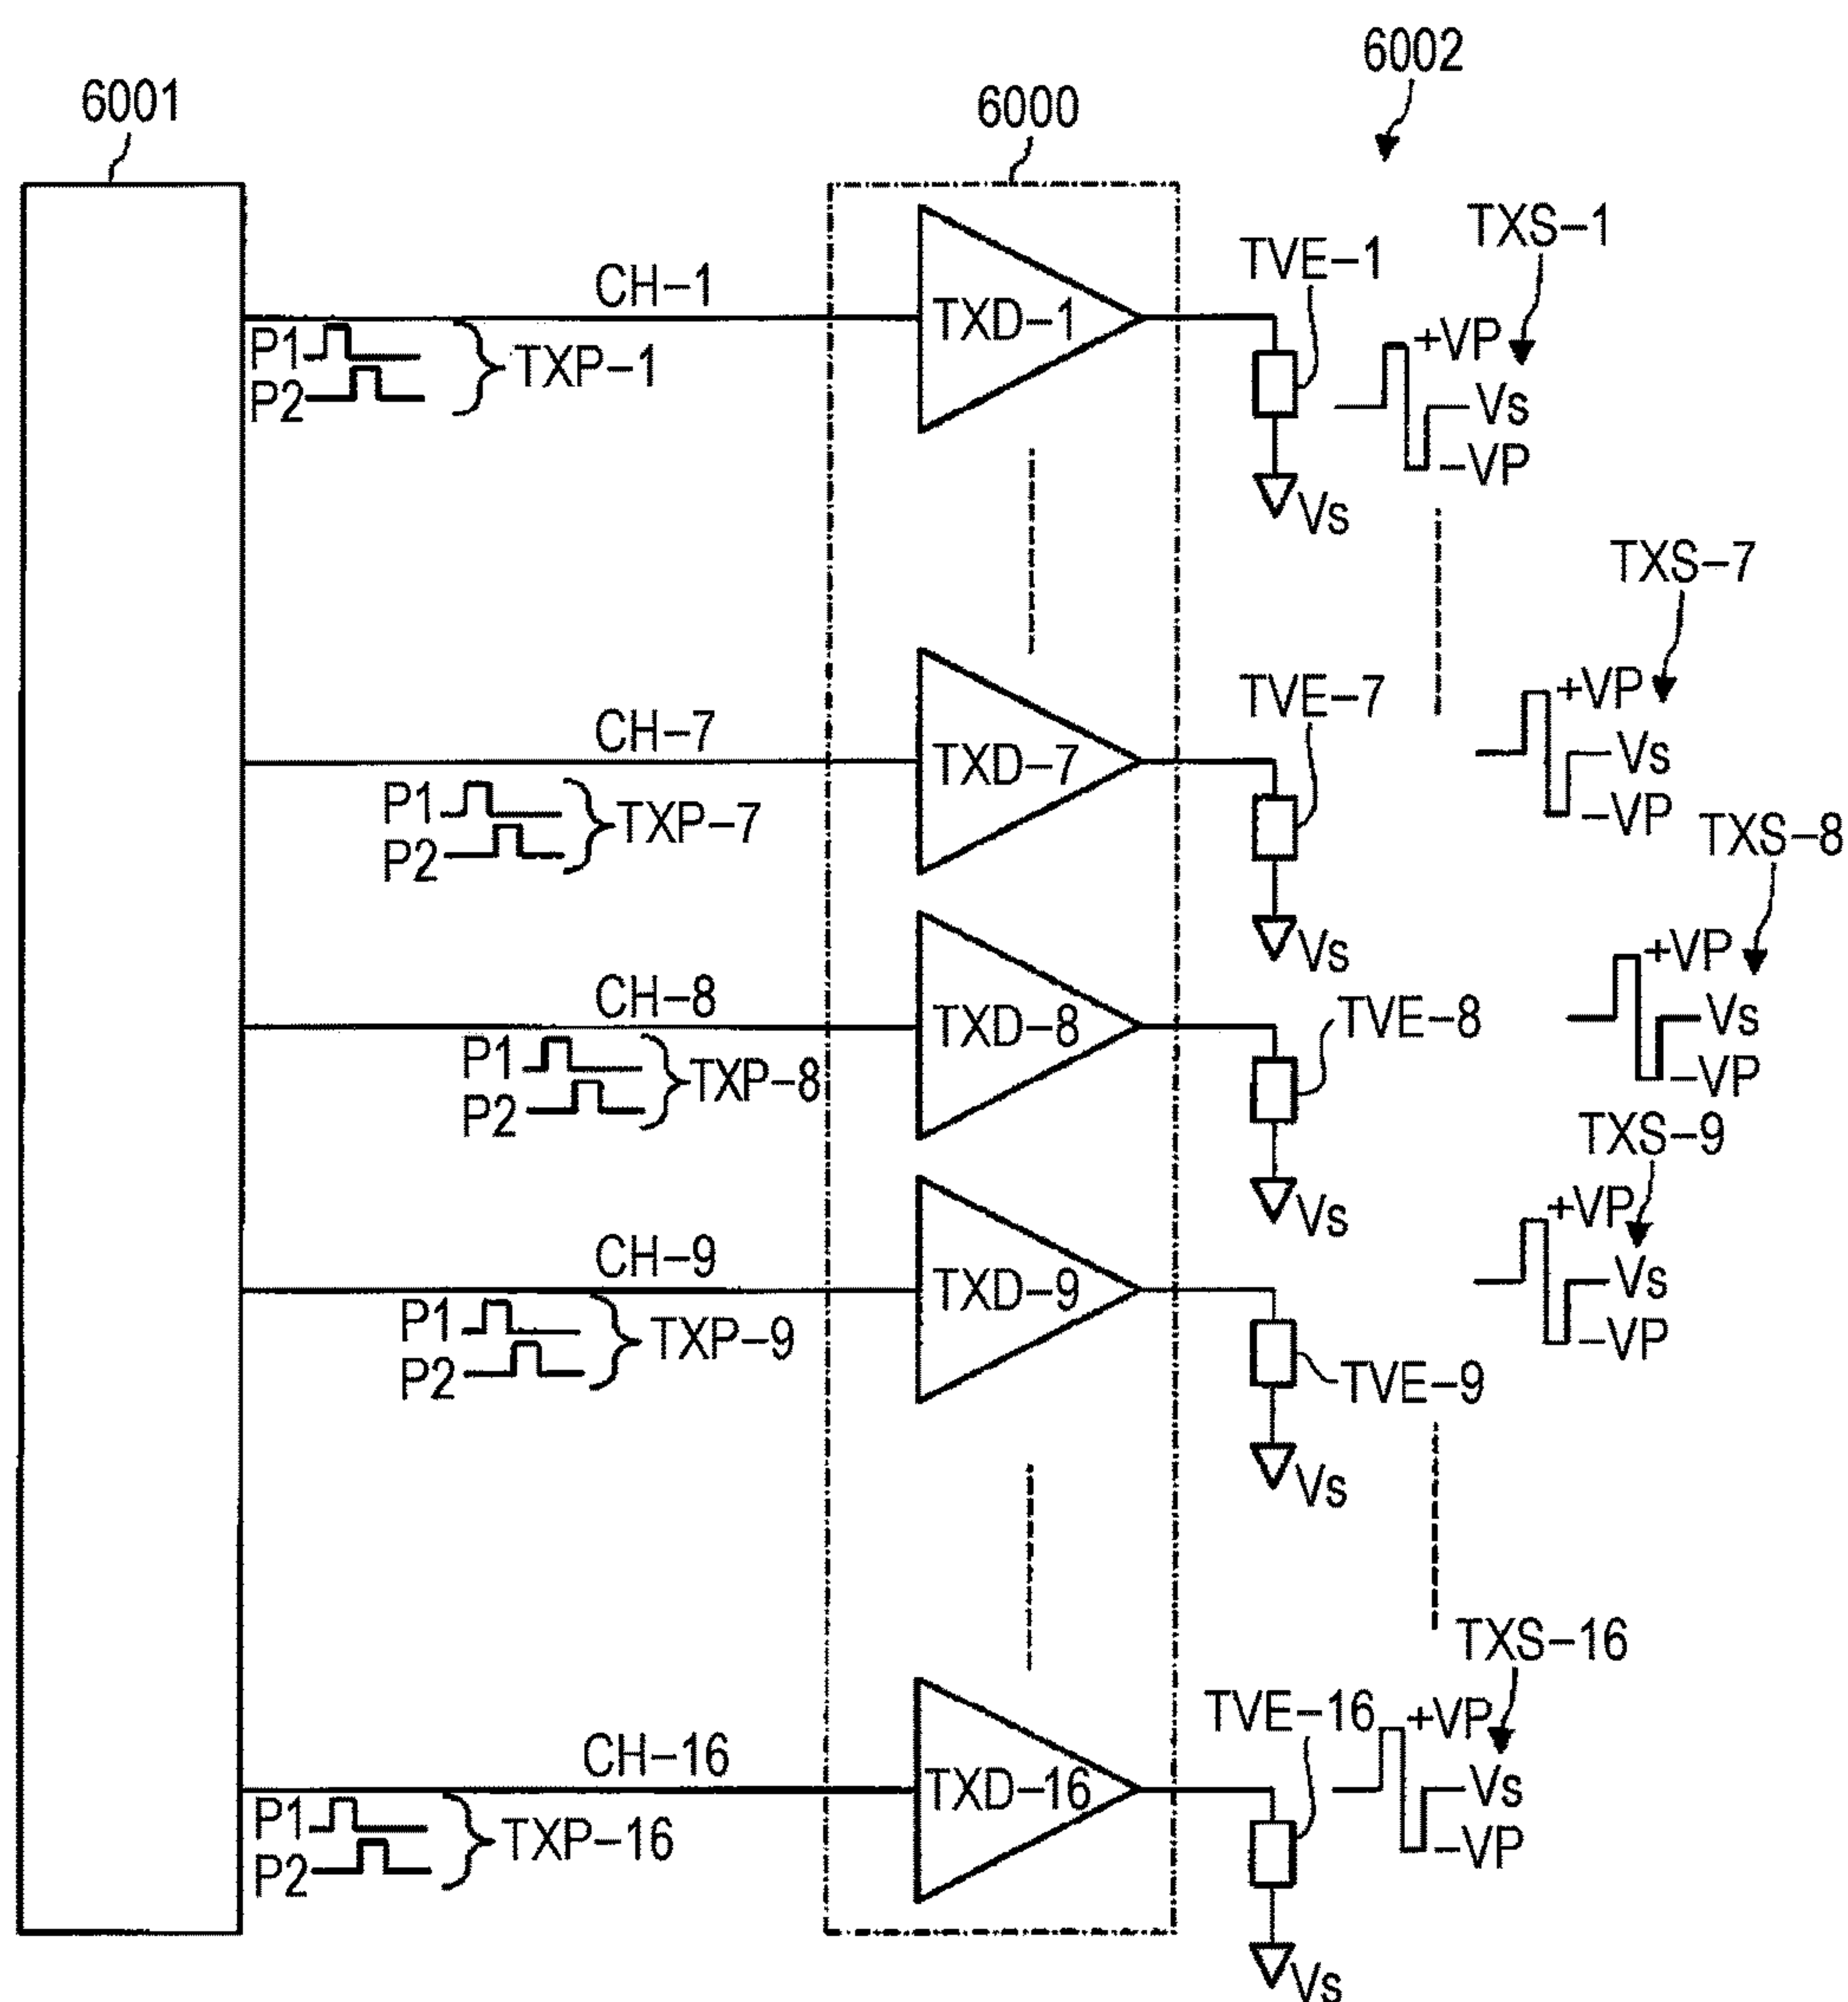 6002
6001
6000
TXS-1
TVE-1
CH-1
TXD-1
P1
P2
TXP-1
+VP
Vs
-VP
Vs
TXS-7
TVE-7
+VP
Vs
-VP
CH-7
TXD-7
P1
P2
TXP-7
Vs
TXS-8
+VP
Vs
-VP
CH-8
TXD-8
TVE-8
P1
P2
TXP-8
Vs
TXS-9
+VP
Vs
-VP
CH-9
TXD-9
P1
P2
TXP-9
TVE-9
Vs
TXS-16
TVE-16
+VP
Vs
-VP
CH-16
TXD-16
P1
P2
TXP-16
Vs